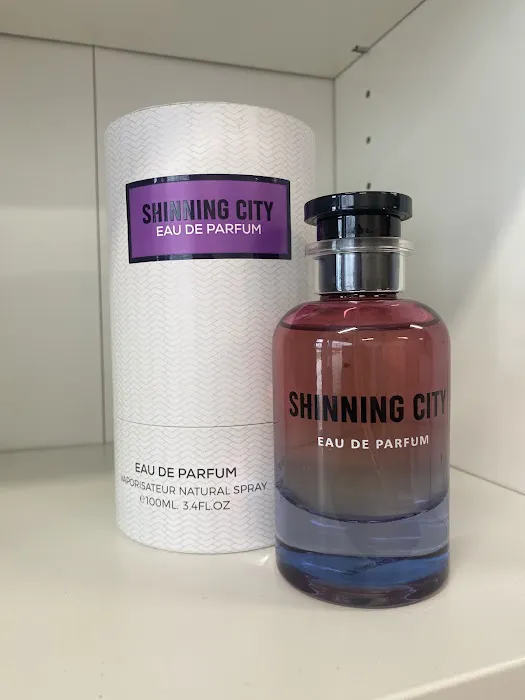 SHINNING CITY
EAU DE PARFUM
EAU DE PARFUM
VAPORISATEUR NATURAL SPRAY
℮100ML. 3.4FL.OZ
SHINNING CITY
EAU DE PARFUM